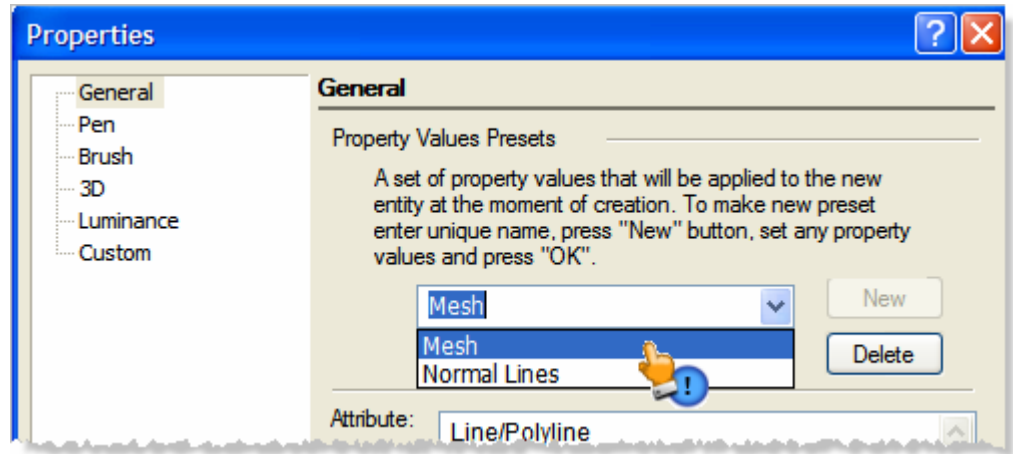 Properties
General
Pen
Brush
3D
Luminance
Custom
General
Property Values Presets
A set of property values that will be applied to the new
entity at the moment of creation. To make new preset
enter unique name, press "New" button, set any property
values and press "OK".
Mesh
New
Mesh
Normal Lines
Delete
Attribute:
Line/Polyline